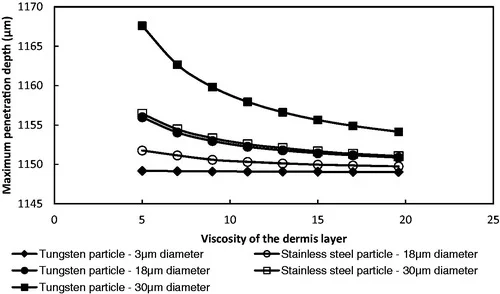 Maximum penetration depth (µm)
1170
1165
1160
1155
1150
1145
0
5
10
15
20
25
Viscosity of the dermis layer
Tungsten particle - 3µm diameter
Stainless steel particle - 18µm diameter
Tungsten particle - 18µm diameter
Stainless steel particle - 30µm diameter
Tungsten particle - 30µm diameter